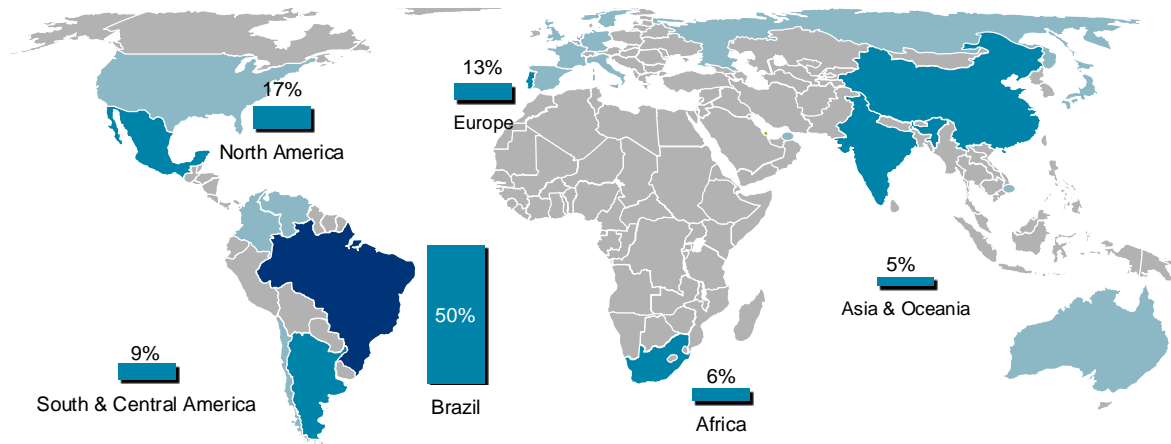 17%
North America
13%
Europe
50%
Brazil
9%
South & Central America
6%
Africa
5%
Asia & Oceania